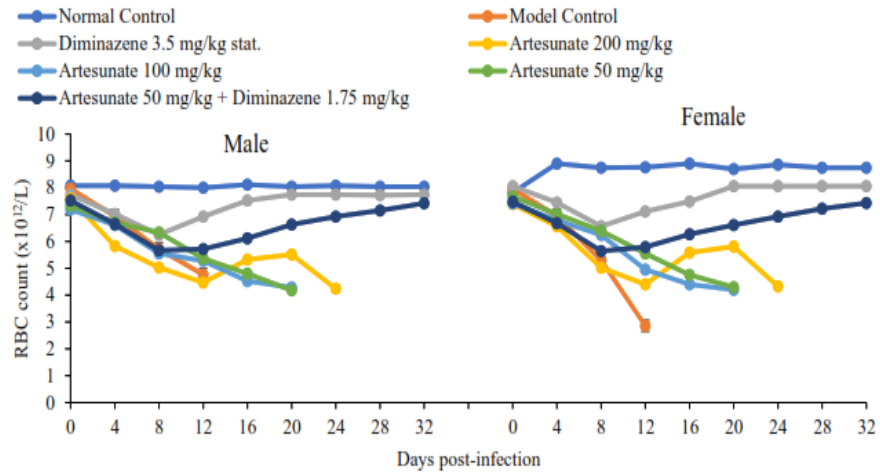 Normal Control
Model Control
Diminazene 3.5 mg/kg stat.
Artesunate 200 mg/kg
Artesunate 100 mg/kg
Artesunate 50 mg/kg
Artesunate 50 mg/kg + Diminazene 1.75 mg/kg
Male
Female
RBC count (x10¹²/L)
10
9
8
7
6
5
4
3
2
1
0
0 4 8 12 16 20 24 28 32 0 4 8 12 16 20 24 28 32
Days post-infection